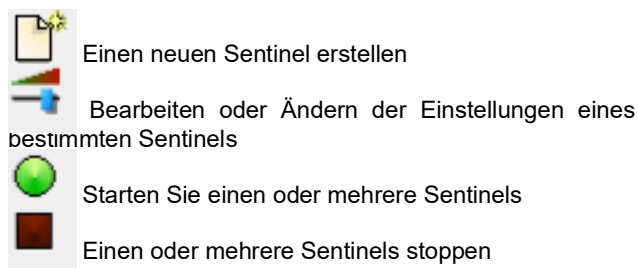 Einen neuen Sentinel erstellen
Bearbeiten oder Ändern der Einstellungen eines
bestimmten Sentinels
Starten Sie einen oder mehrere Sentinels
Einen oder mehrere Sentinels stoppen